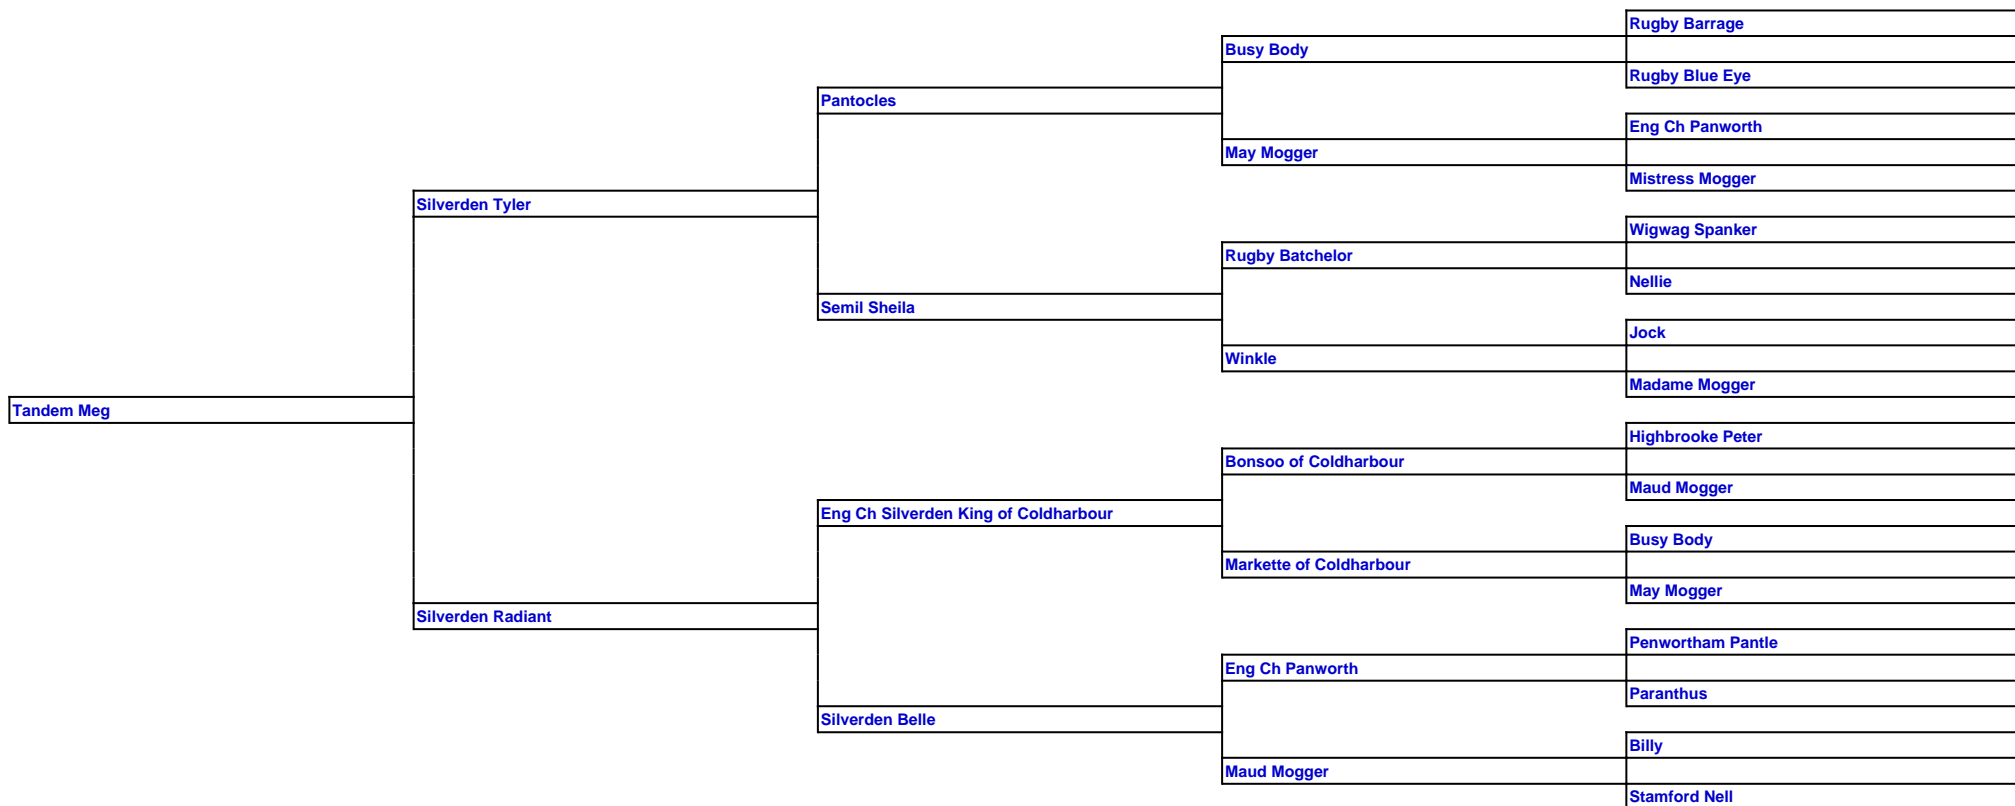 Rugby Barrage
Busy Body
Rugby Blue Eye
Pantocles
Eng Ch Panworth
May Mogger
Mistress Mogger
Silverden Tyler
Wigwag Spanker
Rugby Batchelor
Nellie
Semil Sheila
Jock
Winkle
Madame Mogger
Tandem Meg
Highbrooke Peter
Bonsoo of Coldharbour
Maud Mogger
Eng Ch Silverden King of Coldharbour
Busy Body
Markette of Coldharbour
May Mogger
Silverden Radiant
Penwortham Pantle
Eng Ch Panworth
Paranthus
Silverden Belle
Billy
Maud Mogger
Stamford Nell